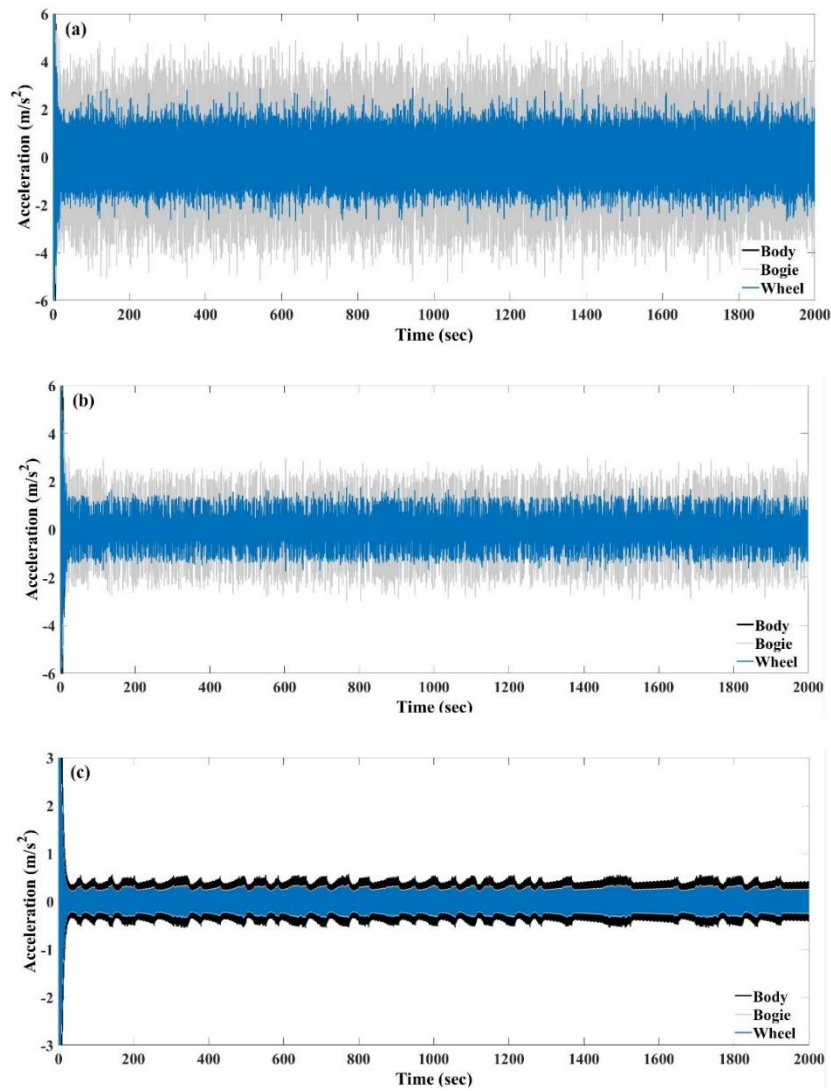 (a)
Acceleration (m/s²)
6
4
2
0
-2
-4
-6
Body
Bogie
Wheel
0 200 400 600 800 1000 1200 1400 1600 1800 2000
Time (sec)
(b)
Acceleration (m/s²)
6
4
2
0
-2
-4
-6
Body
Bogie
Wheel
0 200 400 600 800 1000 1200 1400 1600 1800 2000
Time (sec)
(c)
Acceleration (m/s²)
3
2
1
0
-1
-2
-3
Body
Bogie
Wheel
0 200 400 600 800 1000 1200 1400 1600 1800 2000
Time (sec)